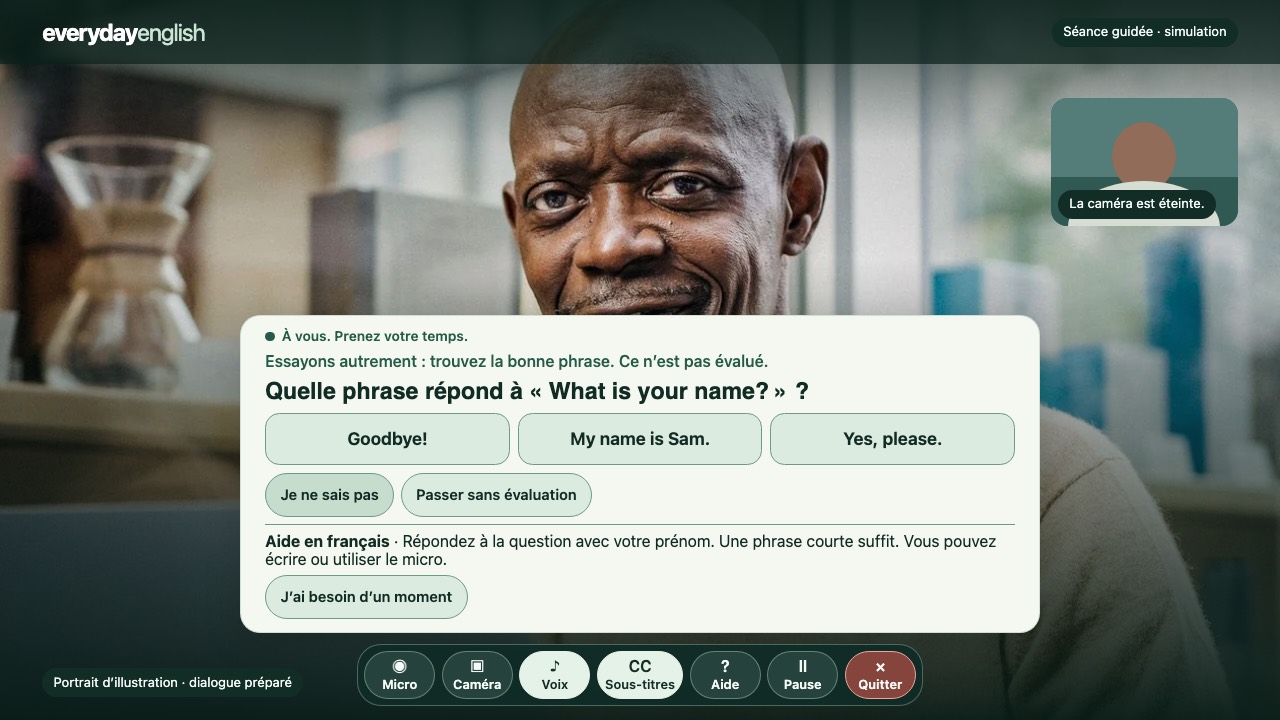 everydayenglish
Séance guidée · simulation
La caméra est éteinte.
À vous. Prenez votre temps.
Essayons autrement : trouvez la bonne phrase. Ce n’est pas évalué.
Quelle phrase répond à « What is your name? » ?
Goodbye!
My name is Sam.
Yes, please.
Je ne sais pas
Passer sans évaluation
Aide en français · Répondez à la question avec votre prénom. Une phrase courte suffit. Vous pouvez
écrire ou utiliser le micro.
J’ai besoin d’un moment
Portrait d’illustration · dialogue préparé
Micro
Caméra
Voix
CC
Sous-titres
?
Aide
Pause
Quitter